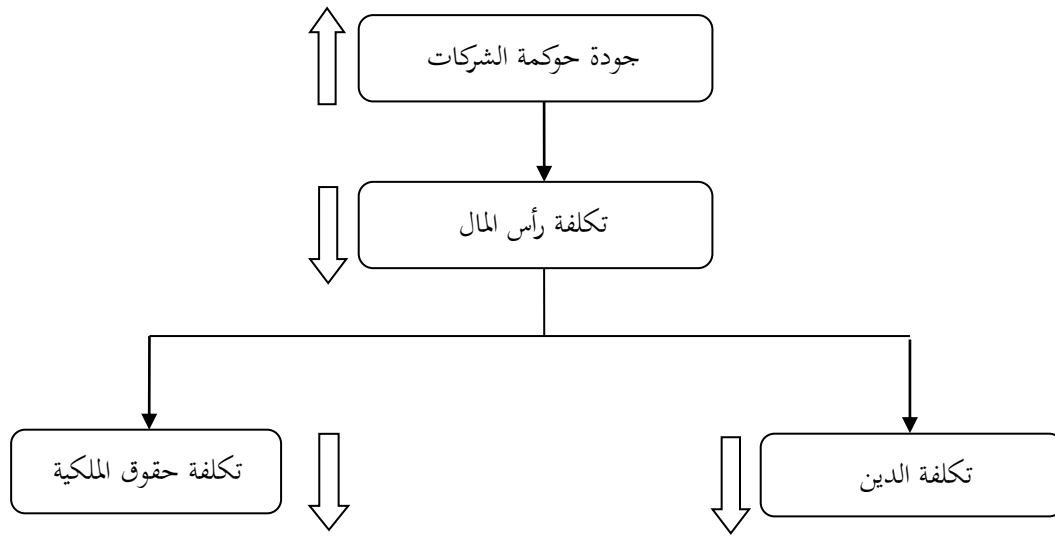 جودة حوكمة الشركات
تكلفة رأس المال
تكلفة الدين
تكلفة حقوق الملكية